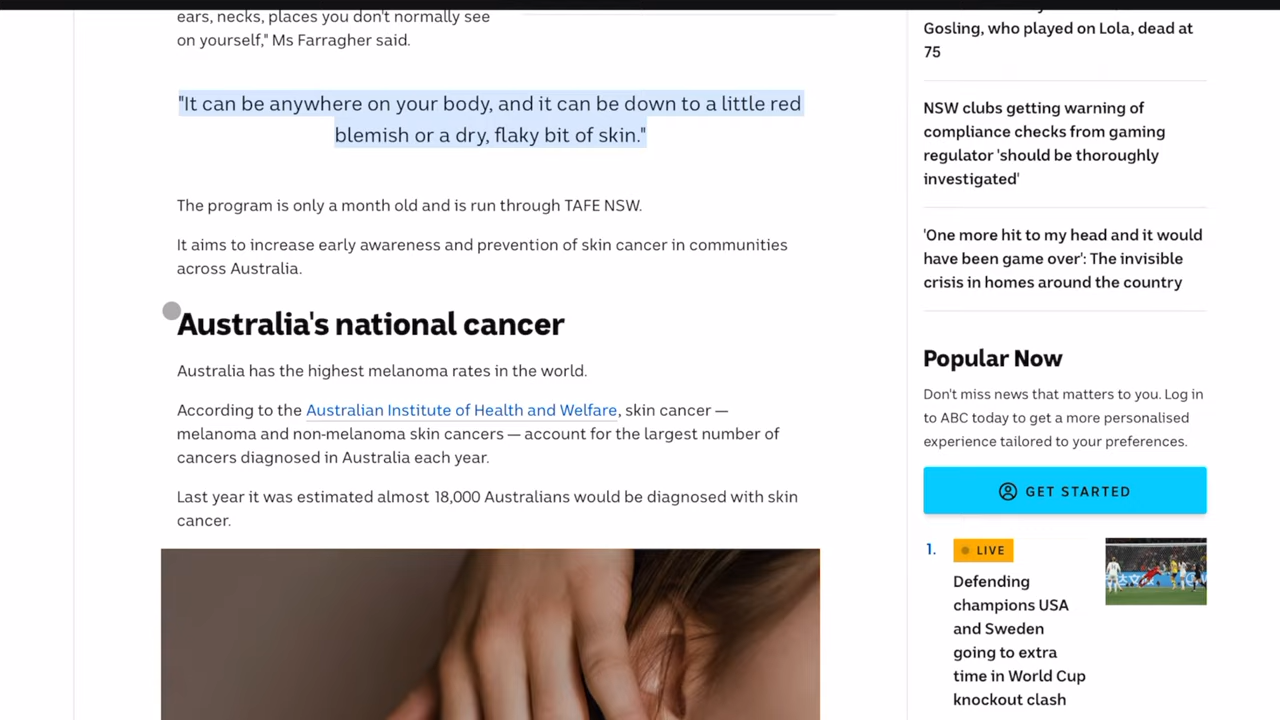 ears, necks, places you don't normally see
on yourself," Ms Farragher said.
"It can be anywhere on your body, and it can be down to a little red
blemish or a dry, flaky bit of skin."
The program is only a month old and is run through TAFE NSW.
It aims to increase early awareness and prevention of skin cancer in communities
across Australia.
Australia's national cancer
Australia has the highest melanoma rates in the world.
According to the Australian Institute of Health and Welfare, skin cancer —
melanoma and non-melanoma skin cancers — account for the largest number of
cancers diagnosed in Australia each year.
Last year it was estimated almost 18,000 Australians would be diagnosed with skin
cancer.
Gosling, who played on Lola, dead at
75
NSW clubs getting warning of
compliance checks from gaming
regulator 'should be thoroughly
investigated'
'One more hit to my head and it would
have been game over': The invisible
crisis in homes around the country
Popular Now
Don't miss news that matters to you. Log in
to ABC today to get a more personalised
experience tailored to your preferences.
GET STARTED
1.
LIVE
Defending
champions USA
and Sweden
going to extra
time in World Cup
knockout clash